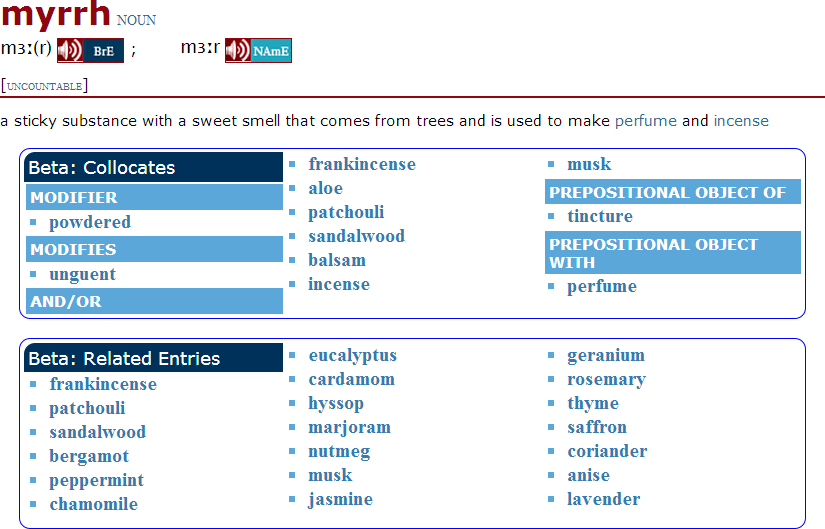 myrrh NOUN
mɜː(r) BrE ; mɜːr NAmE
[UNCOUNTABLE]
a sticky substance with a sweet smell that comes from trees and is used to make perfume and incense
Beta: Collocates
MODIFIER
powdered
MODIFIES
unguent
AND/OR
frankincense
aloe
patchouli
sandalwood
balsam
incense
musk
PREPOSITIONAL OBJECT OF
tincture
PREPOSITIONAL OBJECT
WITH
perfume
Beta: Related Entries
frankincense
patchouli
sandalwood
bergamot
peppermint
chamomile
eucalyptus
cardamom
hyssop
marjoram
nutmeg
musk
jasmine
geranium
rosemary
thyme
saffron
coriander
anise
lavender